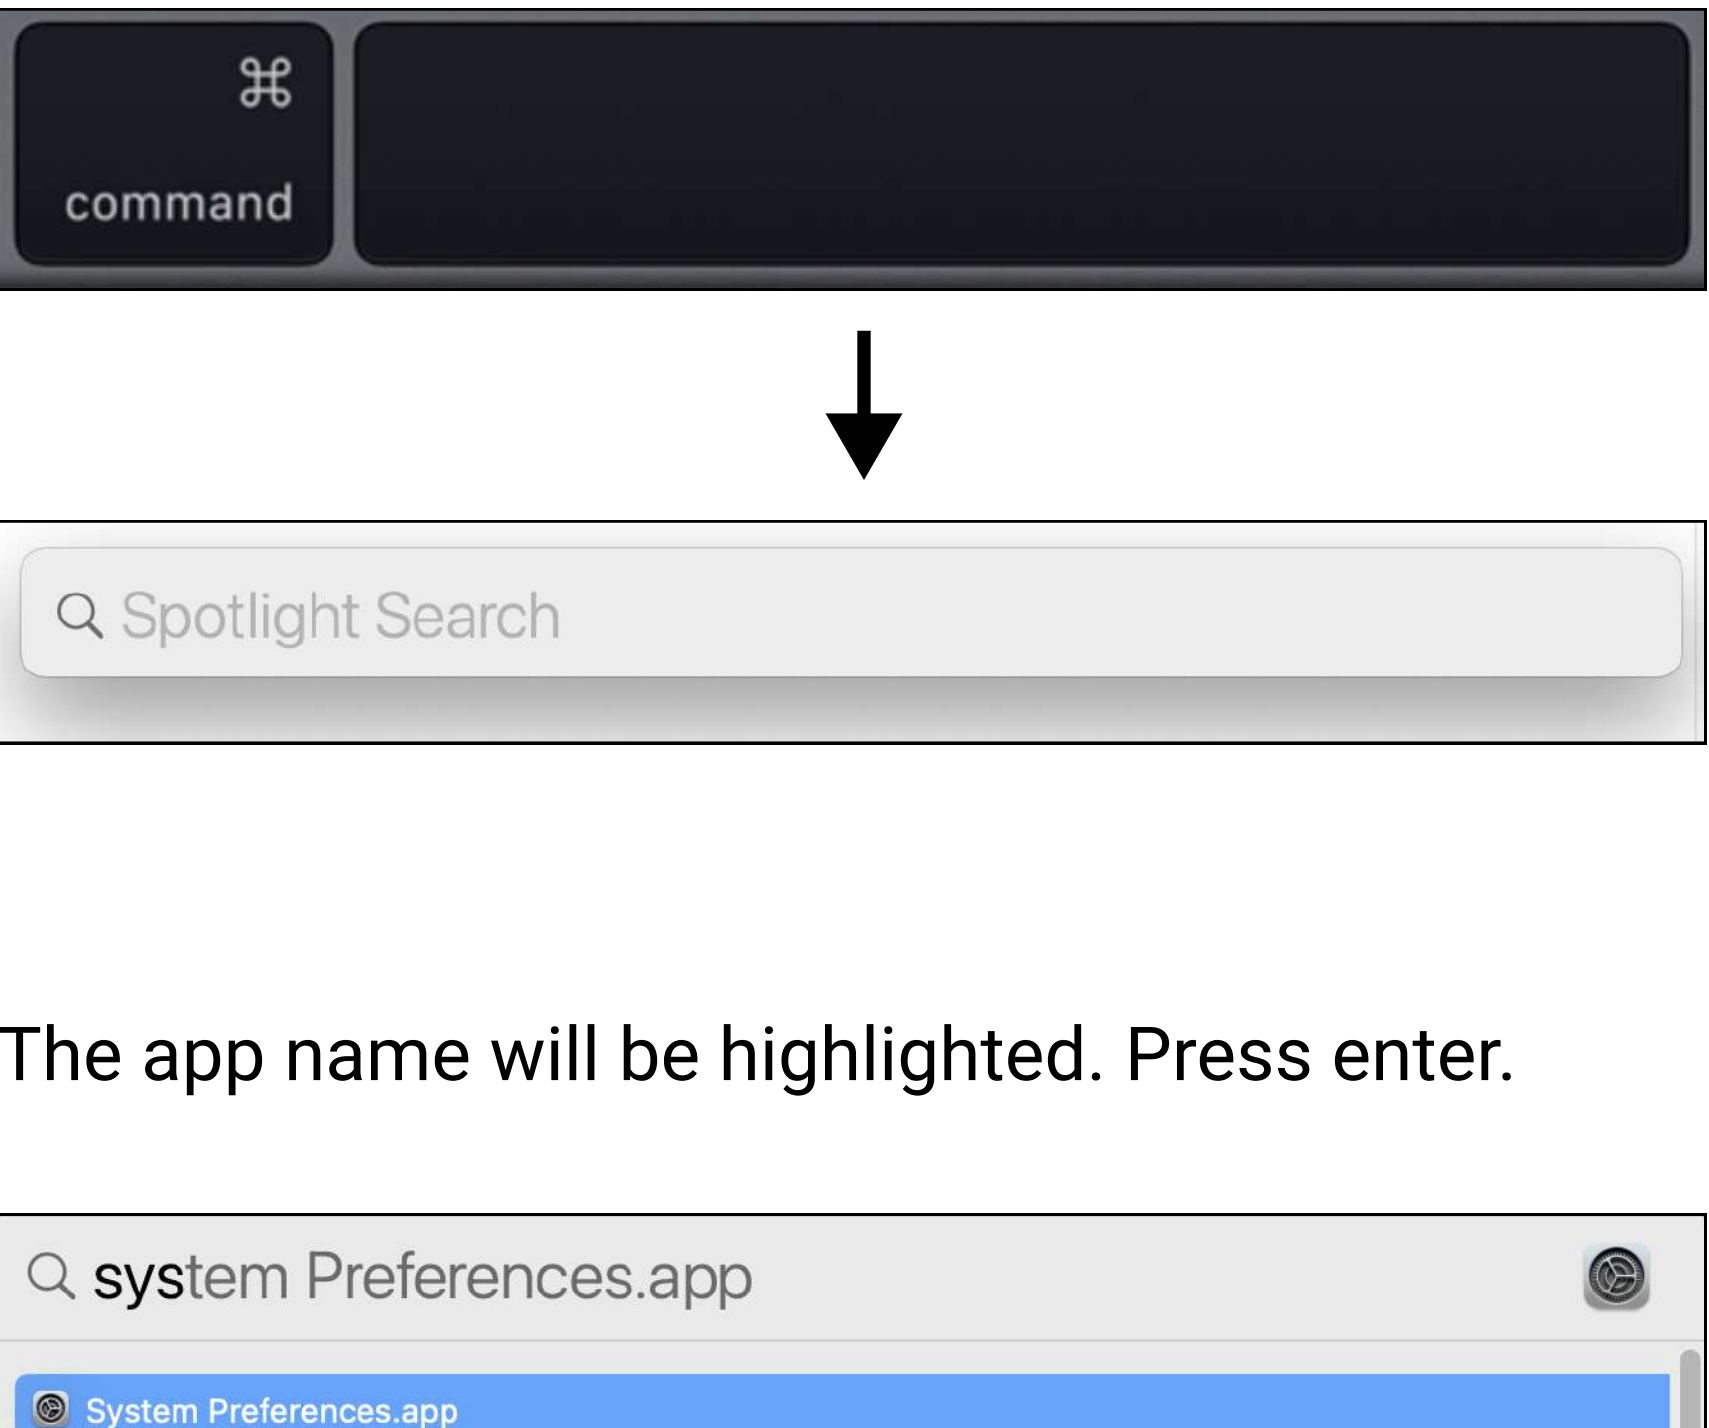 ⌘
command
Spotlight Search
The app name will be highlighted. Press enter.
system Preferences.app
System Preferences.app